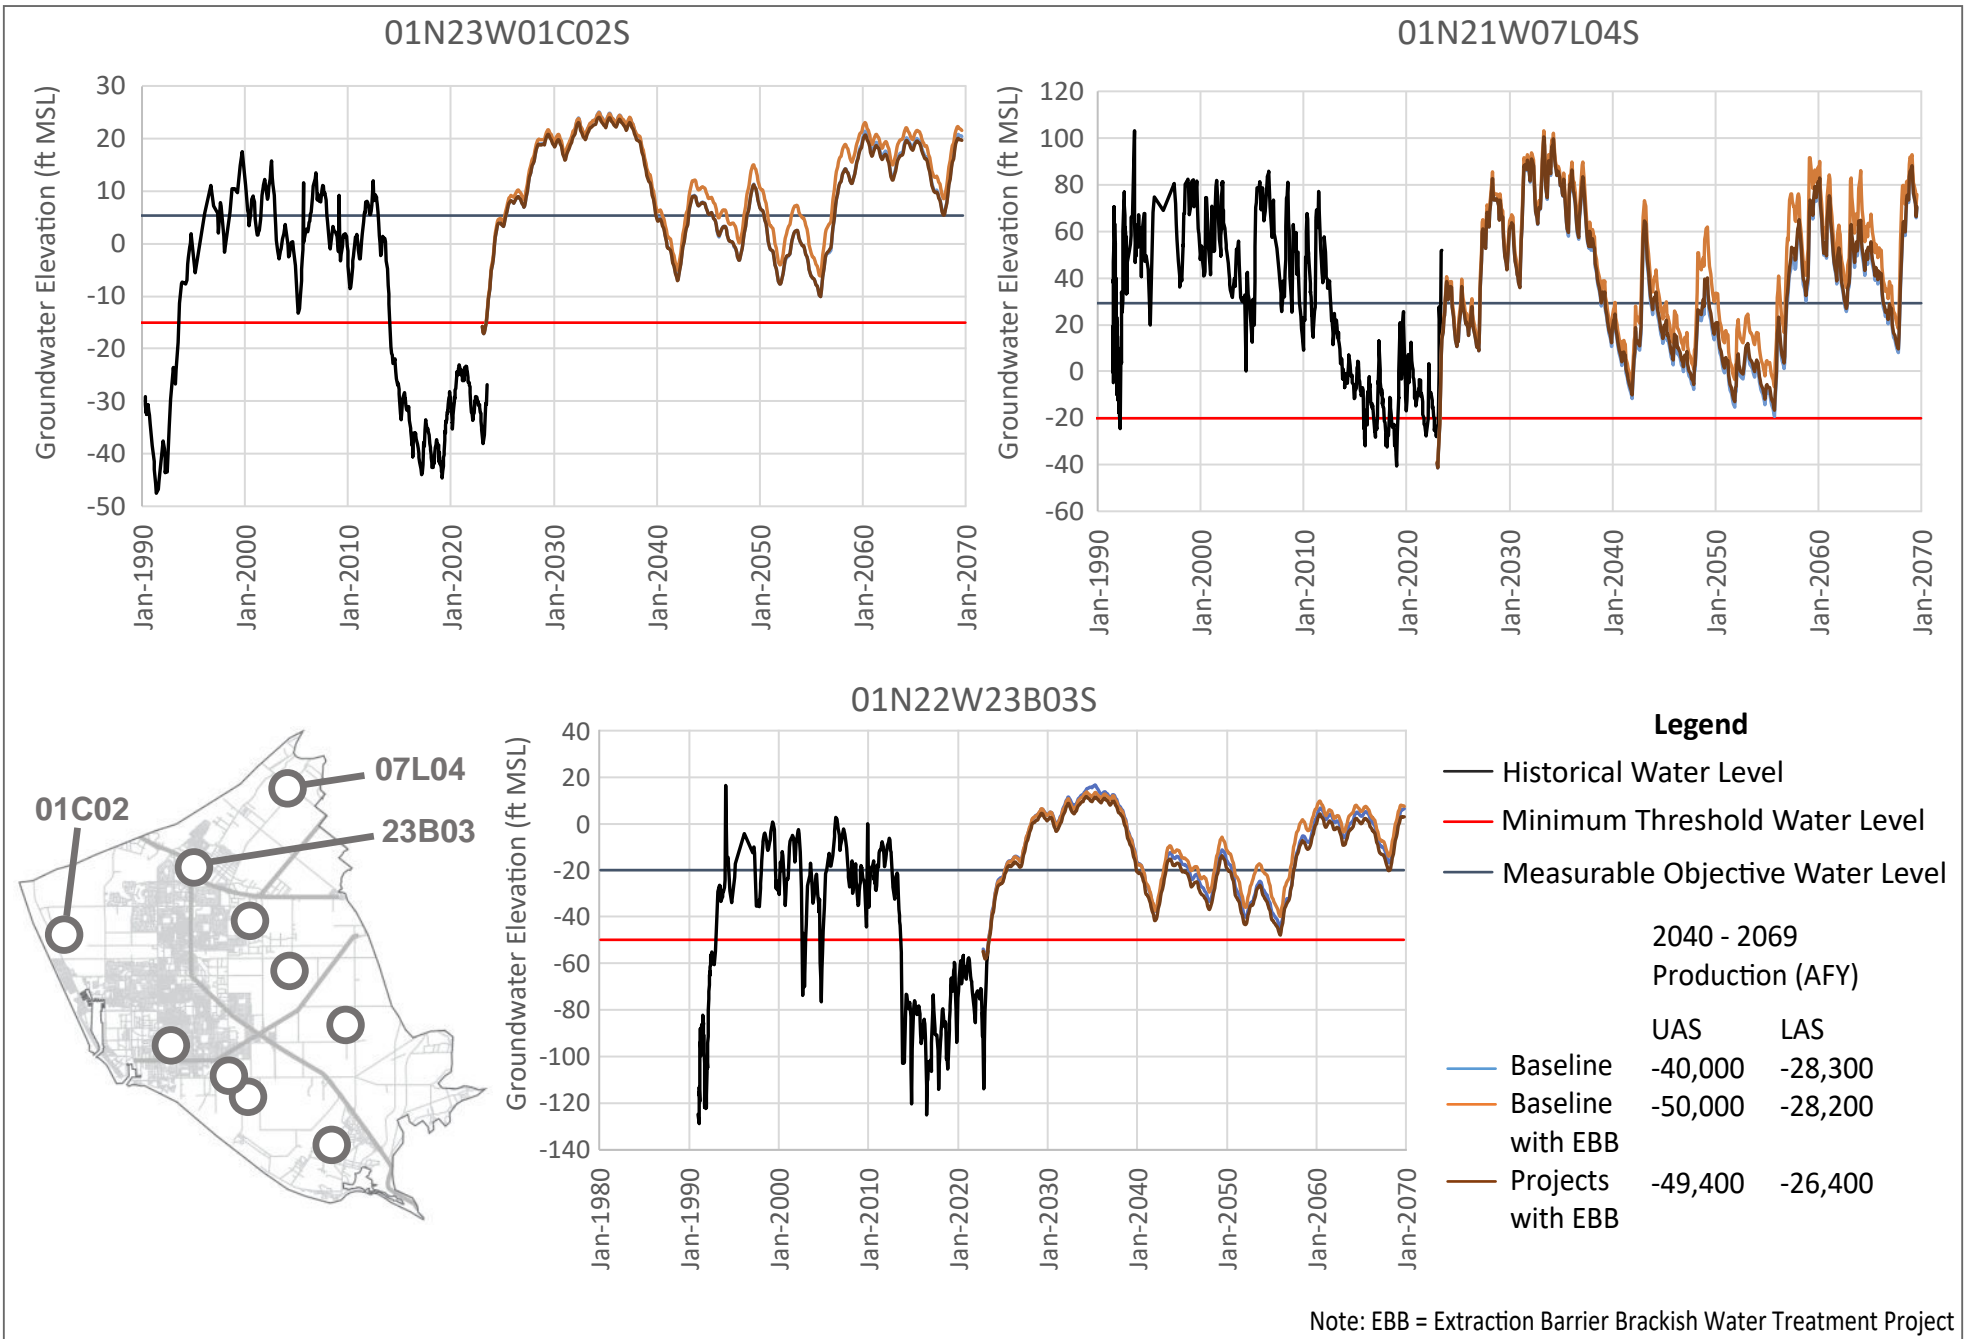 01N23W01C02S
Groundwater Elevation (ft MSL)
30
20
10
0
-10
-20
-30
-40
-50
Jan-1990
Jan-2000
Jan-2010
Jan-2020
Jan-2030
Jan-2040
Jan-2050
Jan-2060
Jan-2070
01N21W07L04S
Groundwater Elevation (ft MSL)
120
100
80
60
40
20
0
-20
-40
-60
Jan-1990
Jan-2000
Jan-2010
Jan-2020
Jan-2030
Jan-2040
Jan-2050
Jan-2060
Jan-2070
07L04
01C02
23B03
01N22W23B03S
Groundwater Elevation (ft MSL)
40
20
0
-20
-40
-60
-80
-100
-120
-140
Jan-1980
Jan-1990
Jan-2000
Jan-2010
Jan-2020
Jan-2030
Jan-2040
Jan-2050
Jan-2060
Jan-2070
Legend
Historical Water Level
Minimum Threshold Water Level
Measurable Objective Water Level
2040 - 2069
Production (AFY)
UAS LAS
Baseline -40,000 -28,300
Baseline -50,000 -28,200
with EBB
Projects -49,400 -26,400
with EBB
Note: EBB = Extraction Barrier Brackish Water Treatment Project